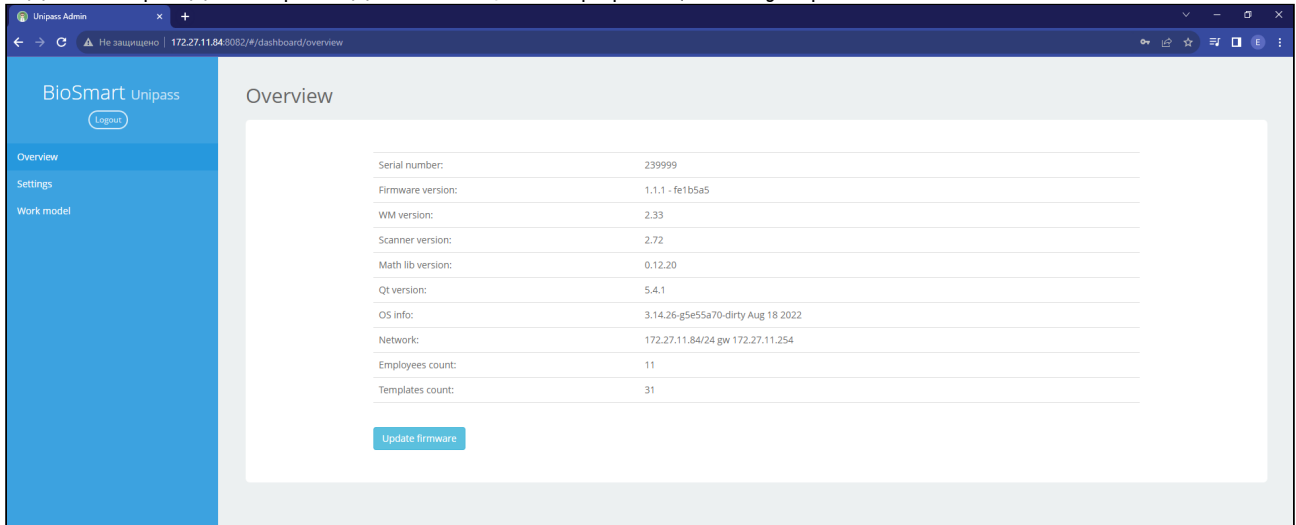 Unipass Admin
Не защищено | 172.27.11.84:8082/#/dashboard/overview
E
BioSmart Unipass
Logout
Overview
Settings
Work model
Overview
Serial number: 239999
Firmware version: 1.1.1 - fe1b5a5
WM version: 2.33
Scanner version: 2.72
Math lib version: 0.12.20
Qt version: 5.4.1
OS info: 3.14.26-g5e55a70-dirty Aug 18 2022
Network: 172.27.11.84/24 gw 172.27.11.254
Employees count: 11
Templates count: 31
Update firmware